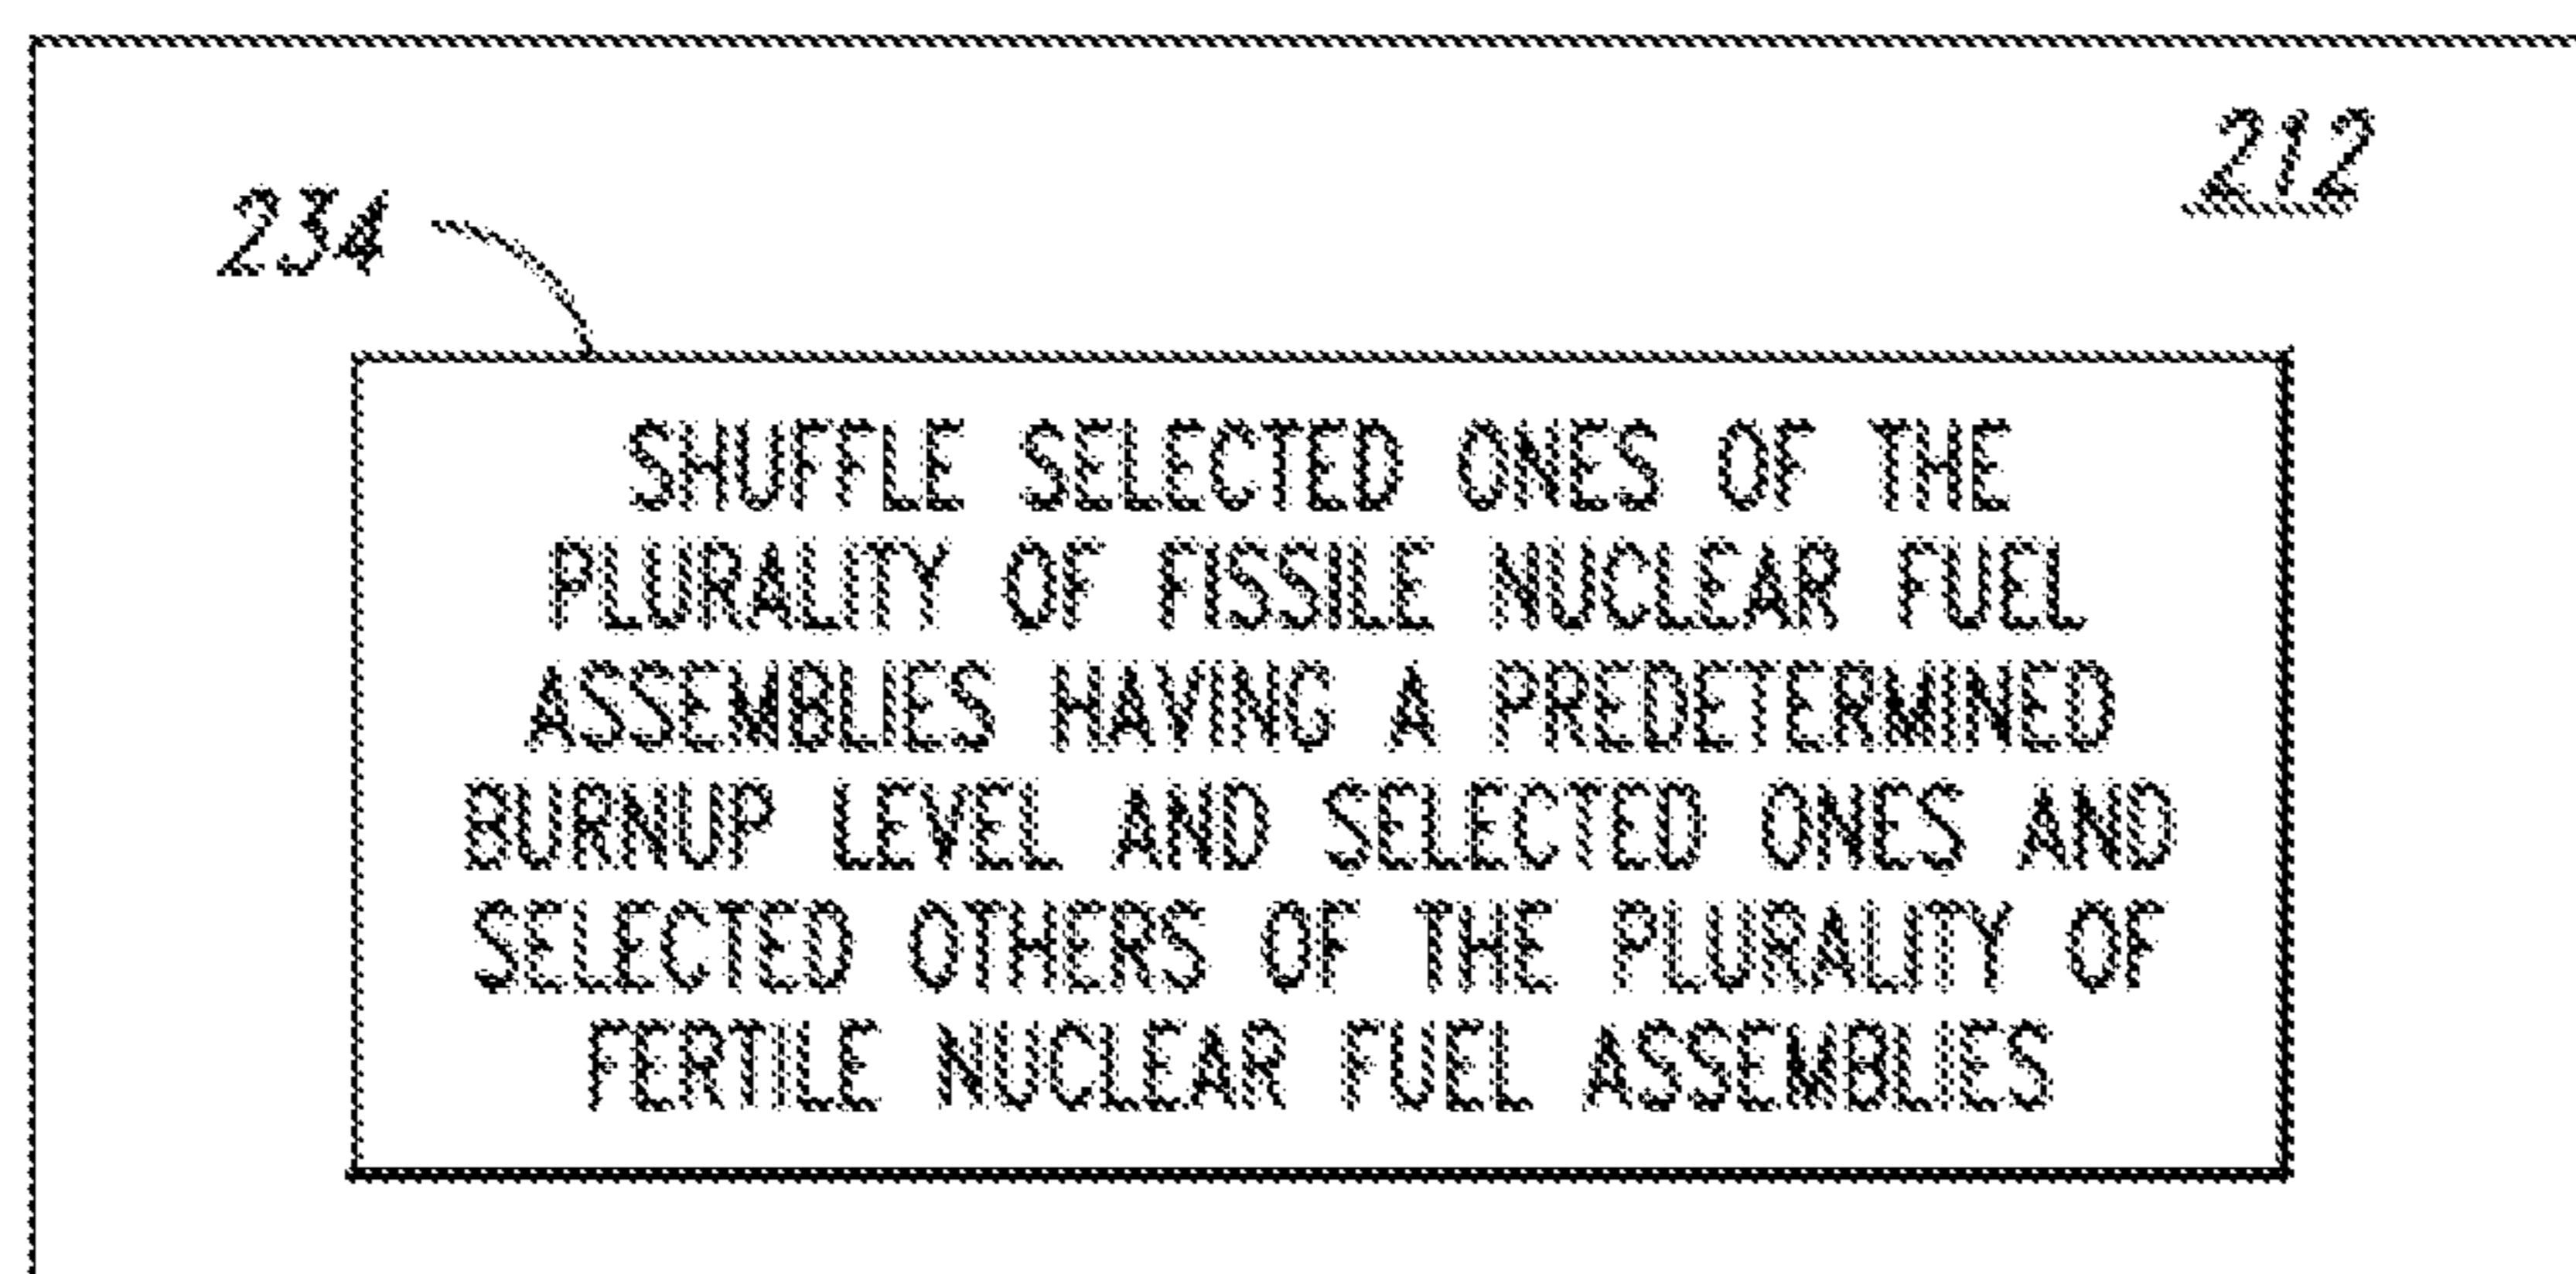 212
234
SHUFFLE SELECTED ONES OF THE
PLURALITY OF FISSILE NUCLEAR FUEL
ASSEMBLIES HAVING A PREDETERMINED
BURNUP LEVEL AND SELECTED ONES AND
SELECTED OTHERS OF THE PLURALITY OF
FERTILE NUCLEAR FUEL ASSEMBLIES